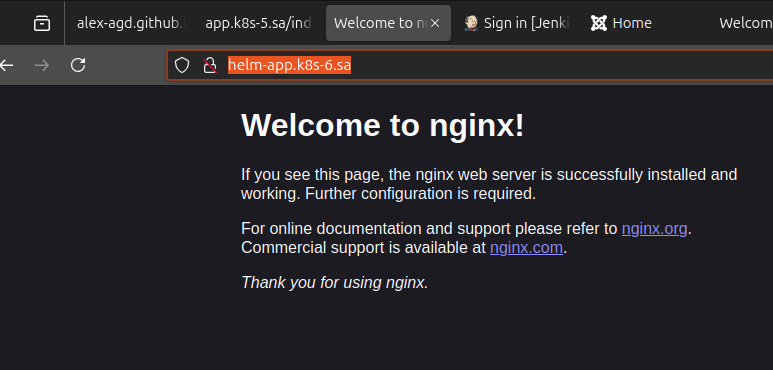 alex-agd.github.i
app.k8s-5.sa/ind
Welcome to n
Sign in [Jenki
Home
Welcom
helm-app.k8s-6.sa
Welcome to nginx!
If you see this page, the nginx web server is successfully installed and
working. Further configuration is required.
For online documentation and support please refer to nginx.org.
Commercial support is available at nginx.com.
Thank you for using nginx.